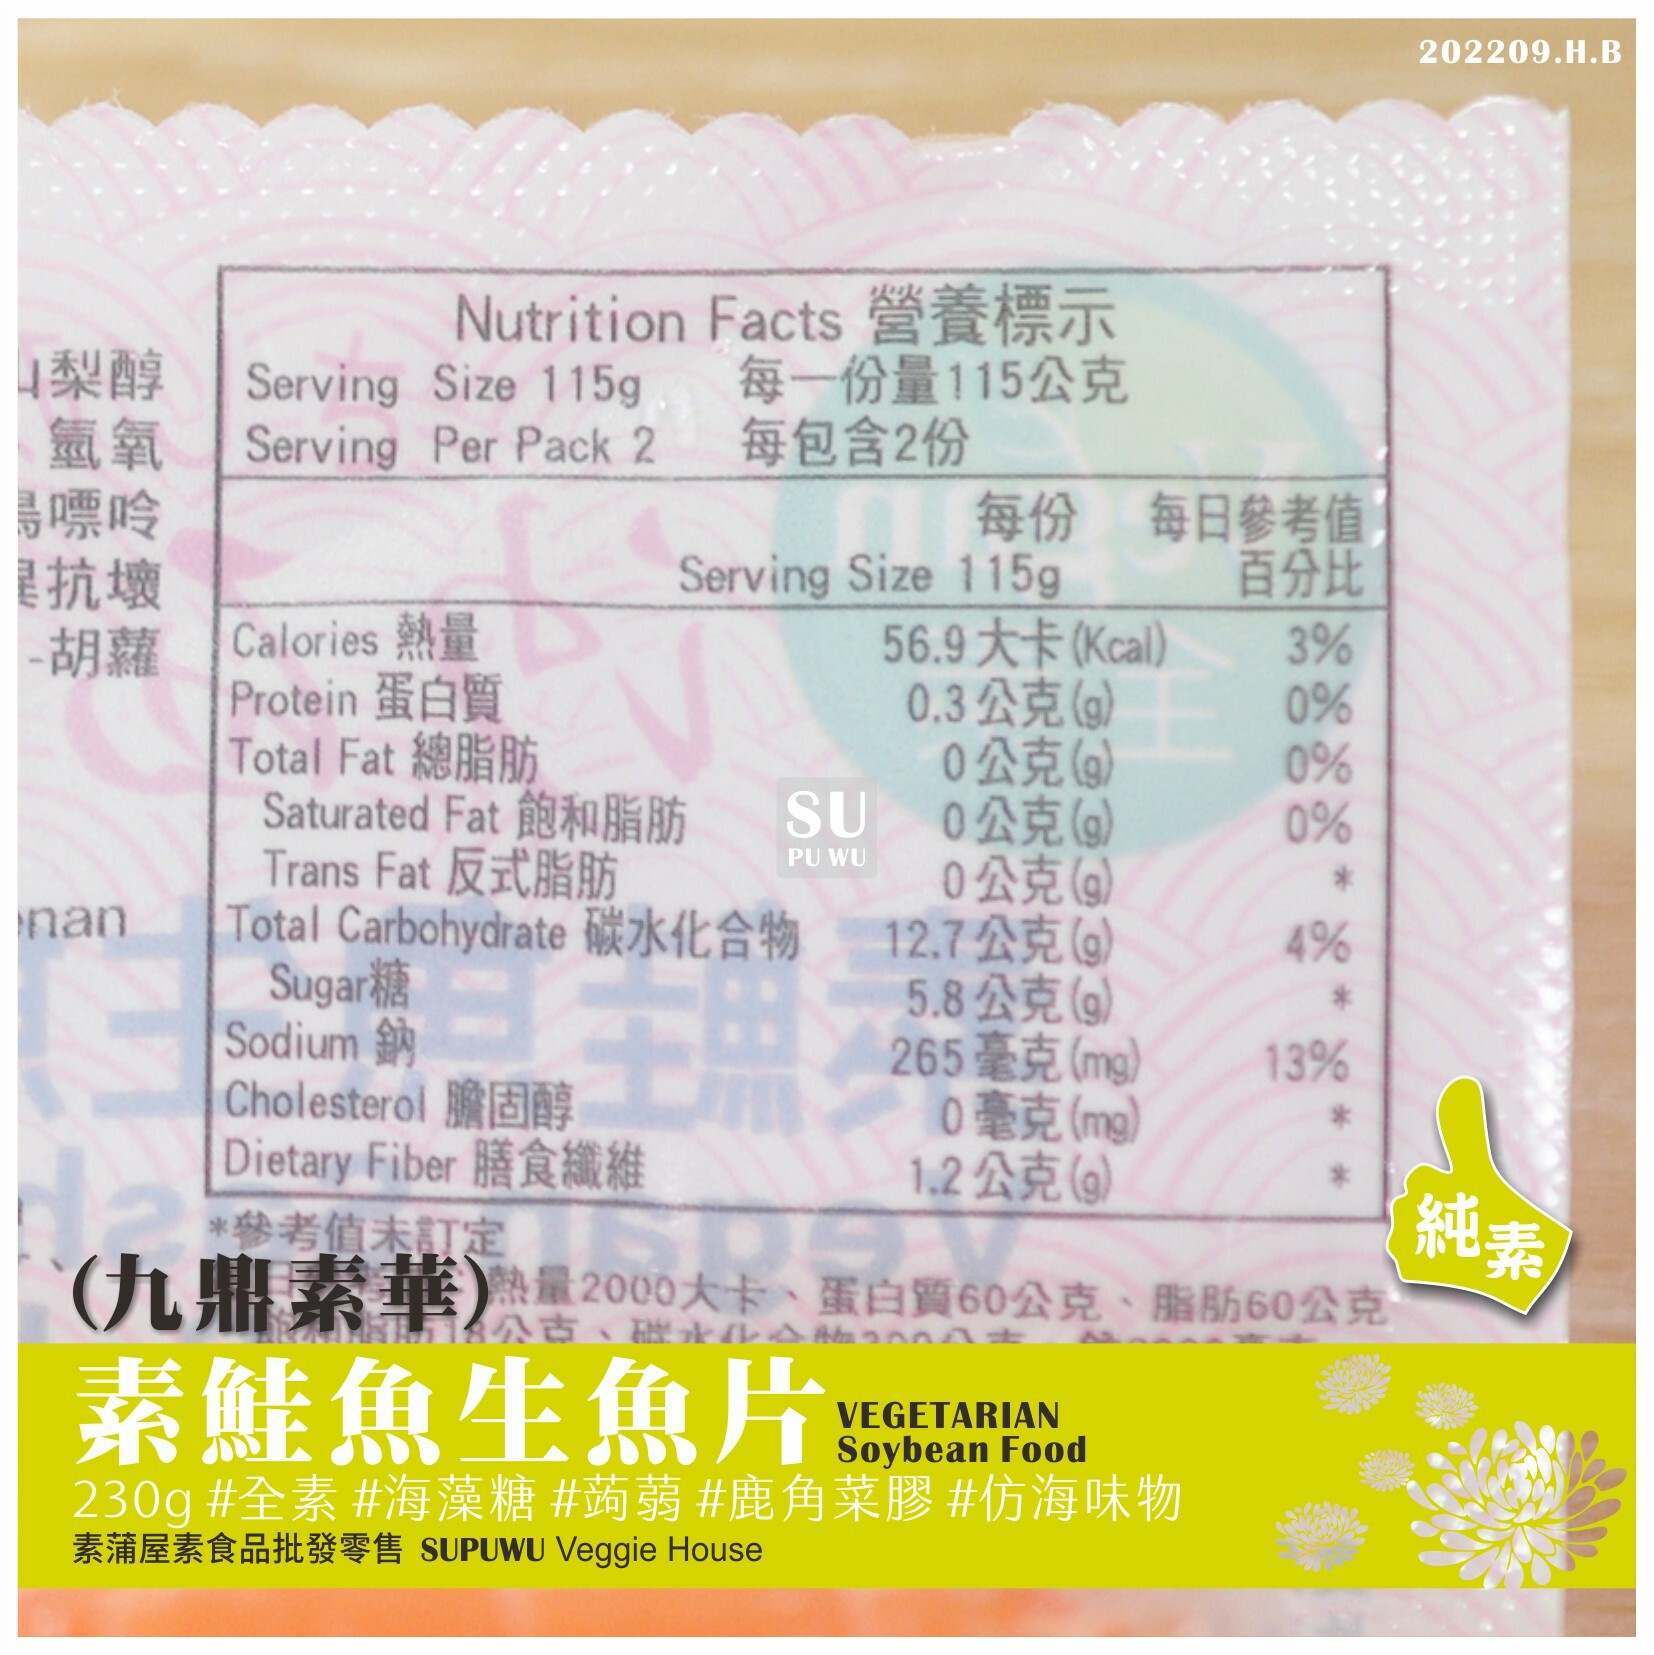 202209.H.B
Nutrition Facts 營養標示
Serving Size 115g 每一份量115公克
Serving Per Pack 2 每包含2份
每份 每日參考值
Serving Size 115g 百分比
Calories 熱量 56.9 大卡(Kcal) 3%
Protein 蛋白質 0.3 公克(g) 0%
Total Fat 總脂肪 0 公克(g) 0%
Saturated Fat 飽和脂肪 0 公克(g) 0%
Trans Fat 反式脂肪 0 公克(g) *
Total Carbohydrate 碳水化合物 12.7 公克(g) 4%
Sugar糖 5.8 公克(g) *
Sodium 鈉 265 毫克(mg) 13%
Cholesterol 膽固醇 0 毫克(mg) *
Dietary Fiber 膳食纖維 1.2 公克(g) *
*參考值未訂定
熱量2000大卡、蛋白質60公克、脂肪60公克
梨醇
氫氧
嘌呤
抗壞
-胡蘿
enan
SU
PU WU
純素
(九鼎素華)
素鮭魚生魚片 VEGETARIAN
Soybean Food
230g #全素 #海藻糖 #蒟蒻 #鹿角菜膠 #仿海味物
素蒲屋素食品批發零售 SUPUWU Veggie House